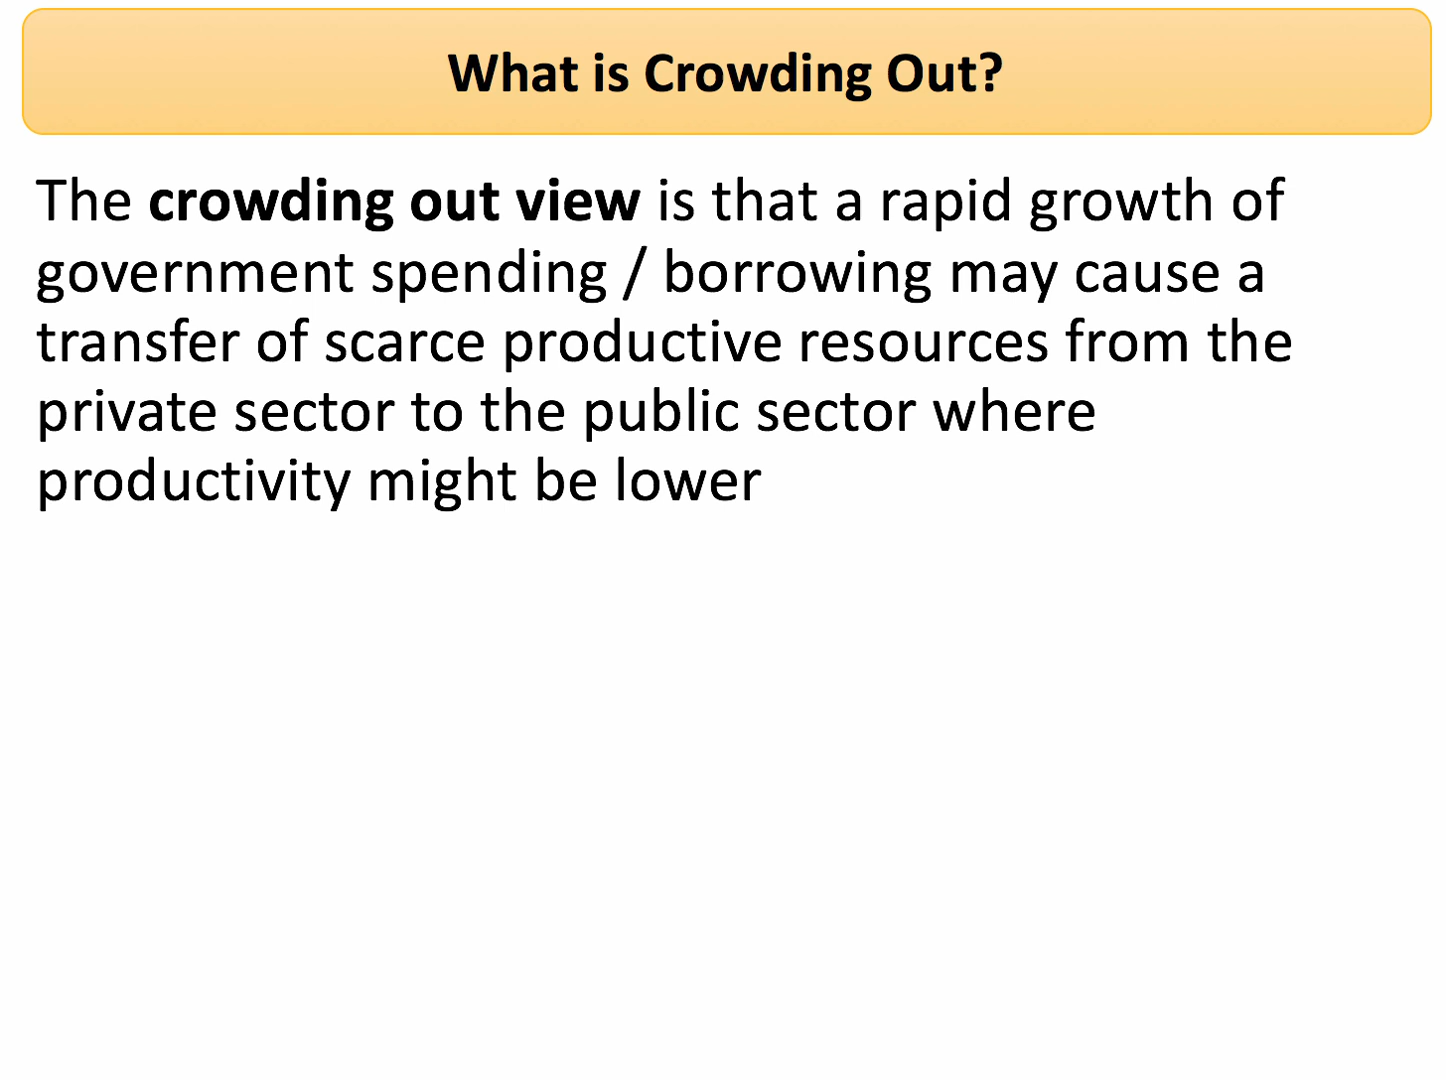 What is Crowding Out?
The crowding out view is that a rapid growth of
government spending / borrowing may cause a
transfer of scarce productive resources from the
private sector to the public sector where
productivity might be lower